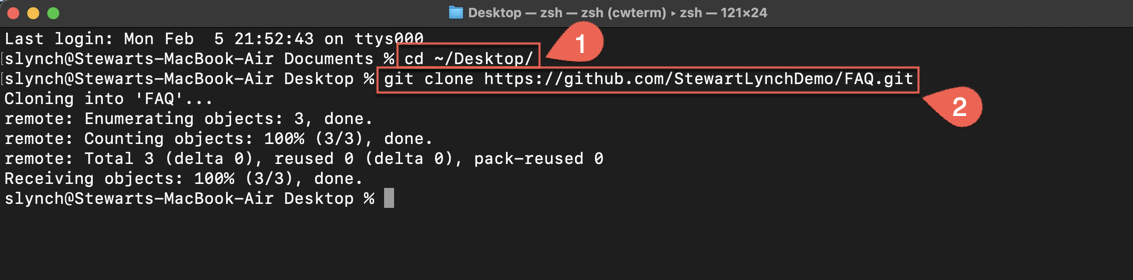 Desktop — zsh — zsh (cwterm) ▸ zsh — 121×24
Last login: Mon Feb  5 21:52:43 on ttys000
[slynch@Stewarts-MacBook-Air Documents % cd ~/Desktop/
1
[slynch@Stewarts-MacBook-Air Desktop % git clone https://github.com/StewartLynchDemo/FAQ.git
2
Cloning into 'FAQ'...
remote: Enumerating objects: 3, done.
remote: Counting objects: 100% (3/3), done.
remote: Total 3 (delta 0), reused 0 (delta 0), pack-reused 0
Receiving objects: 100% (3/3), done.
slynch@Stewarts-MacBook-Air Desktop %